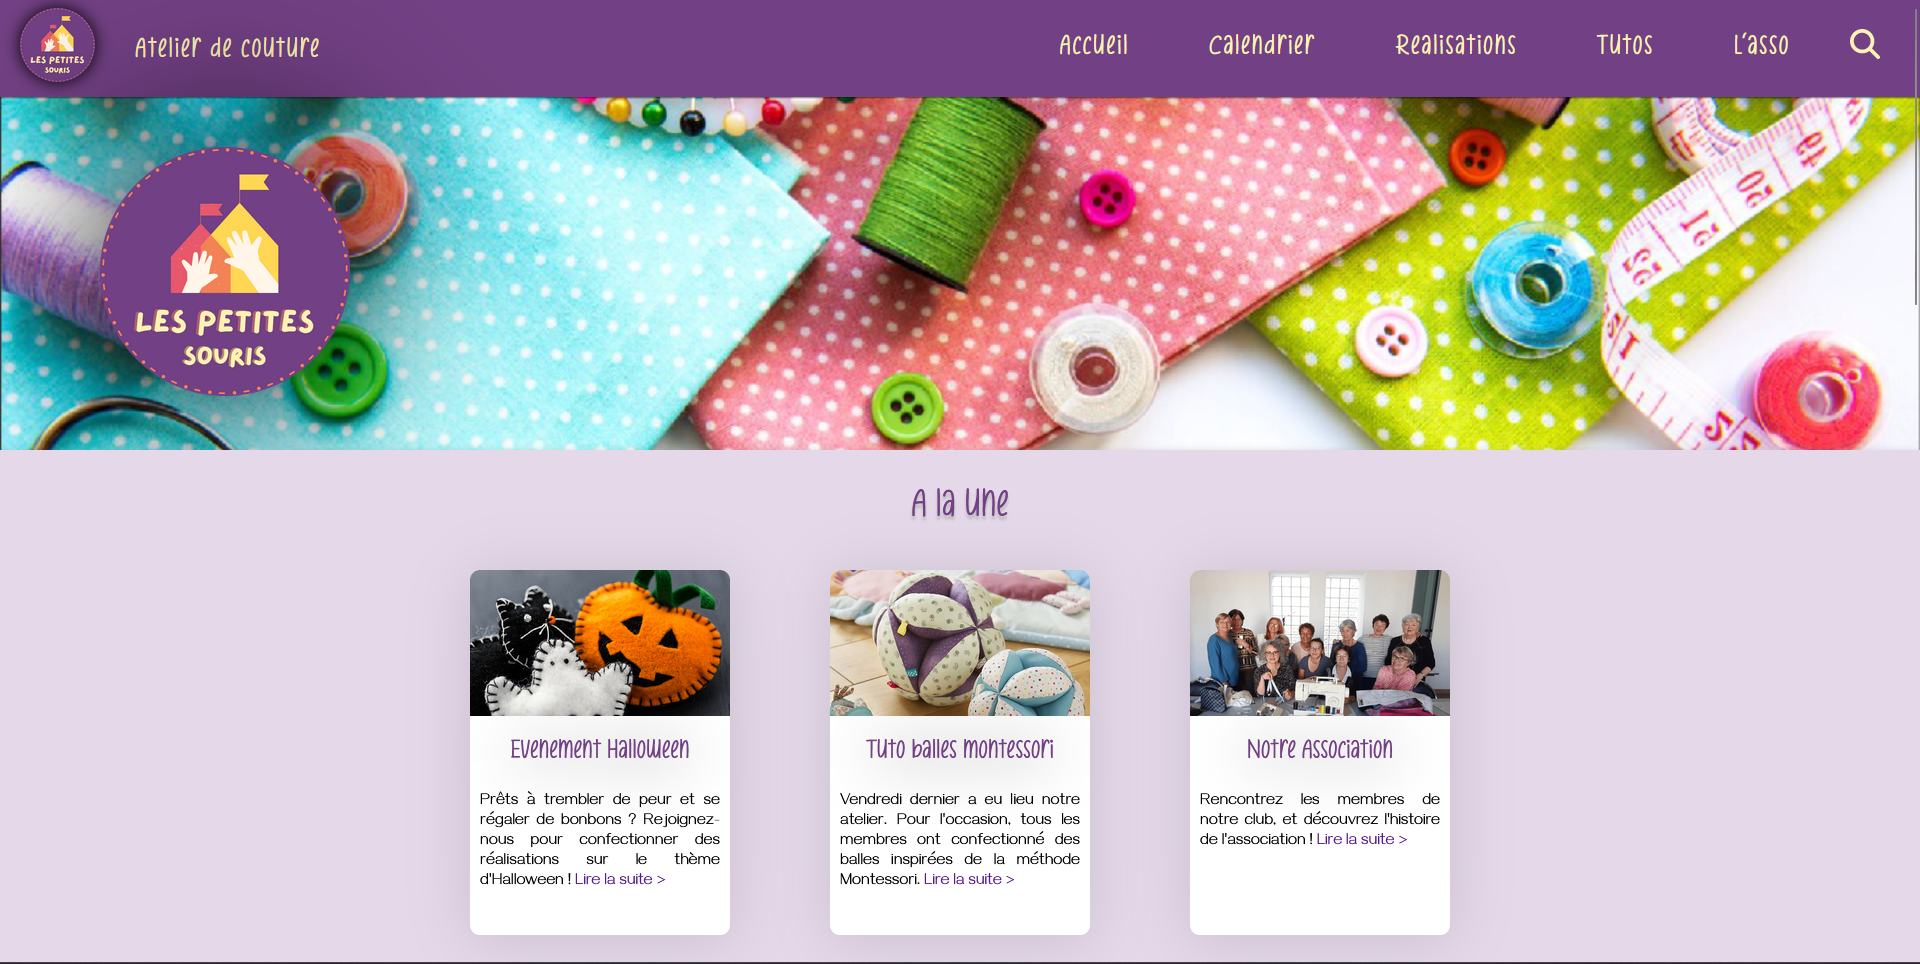 LES PETITES
SOURIS
Atelier de couture
Accueil
Calendrier
Realisations
Tutos
L'asso
LES PETITES
SOURIS
A la Une
Evenement Halloween
Prêts à trembler de peur et se
régaler de bonbons ? Rejoignez-
nous pour confectionner des
réalisations sur le thème
d'Halloween ! Lire la suite >
Tuto balles montessori
Vendredi dernier a eu lieu notre
atelier. Pour l'occasion, tous les
membres ont confectionné des
balles inspirées de la méthode
Montessori. Lire la suite >
Notre Association
Rencontrez les membres de
notre club, et découvrez l'histoire
de l'association ! Lire la suite >